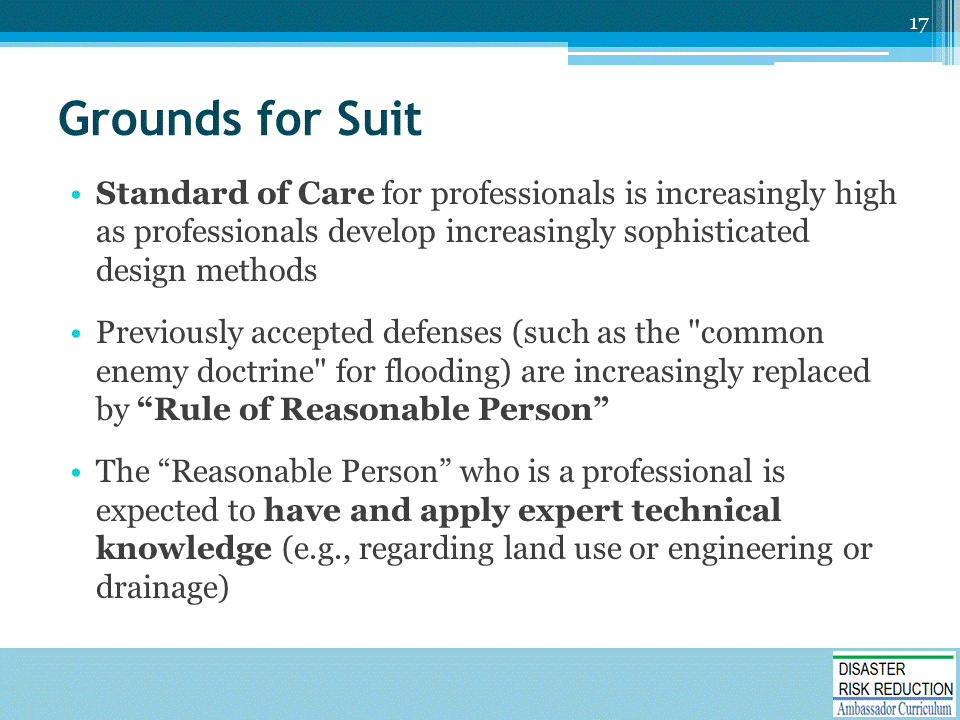 17
Grounds for Suit
• Standard of Care for professionals is increasingly high
as professionals develop increasingly sophisticated
design methods
• Previously accepted defenses (such as the "common
enemy doctrine" for flooding) are increasingly replaced
by “Rule of Reasonable Person”
• The “Reasonable Person” who is a professional is
expected to have and apply expert technical
knowledge (e.g., regarding land use or engineering or
drainage)
DISASTER
RISK REDUCTION
Ambassador Curriculum